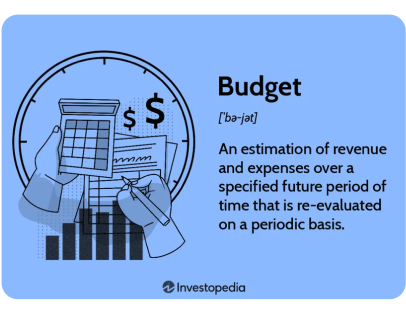 $ $
Budget
['bə-jət]
An estimation of revenue
and expenses over a
specified future period of
time that is re-evaluated
on a periodic basis.
Investopedia